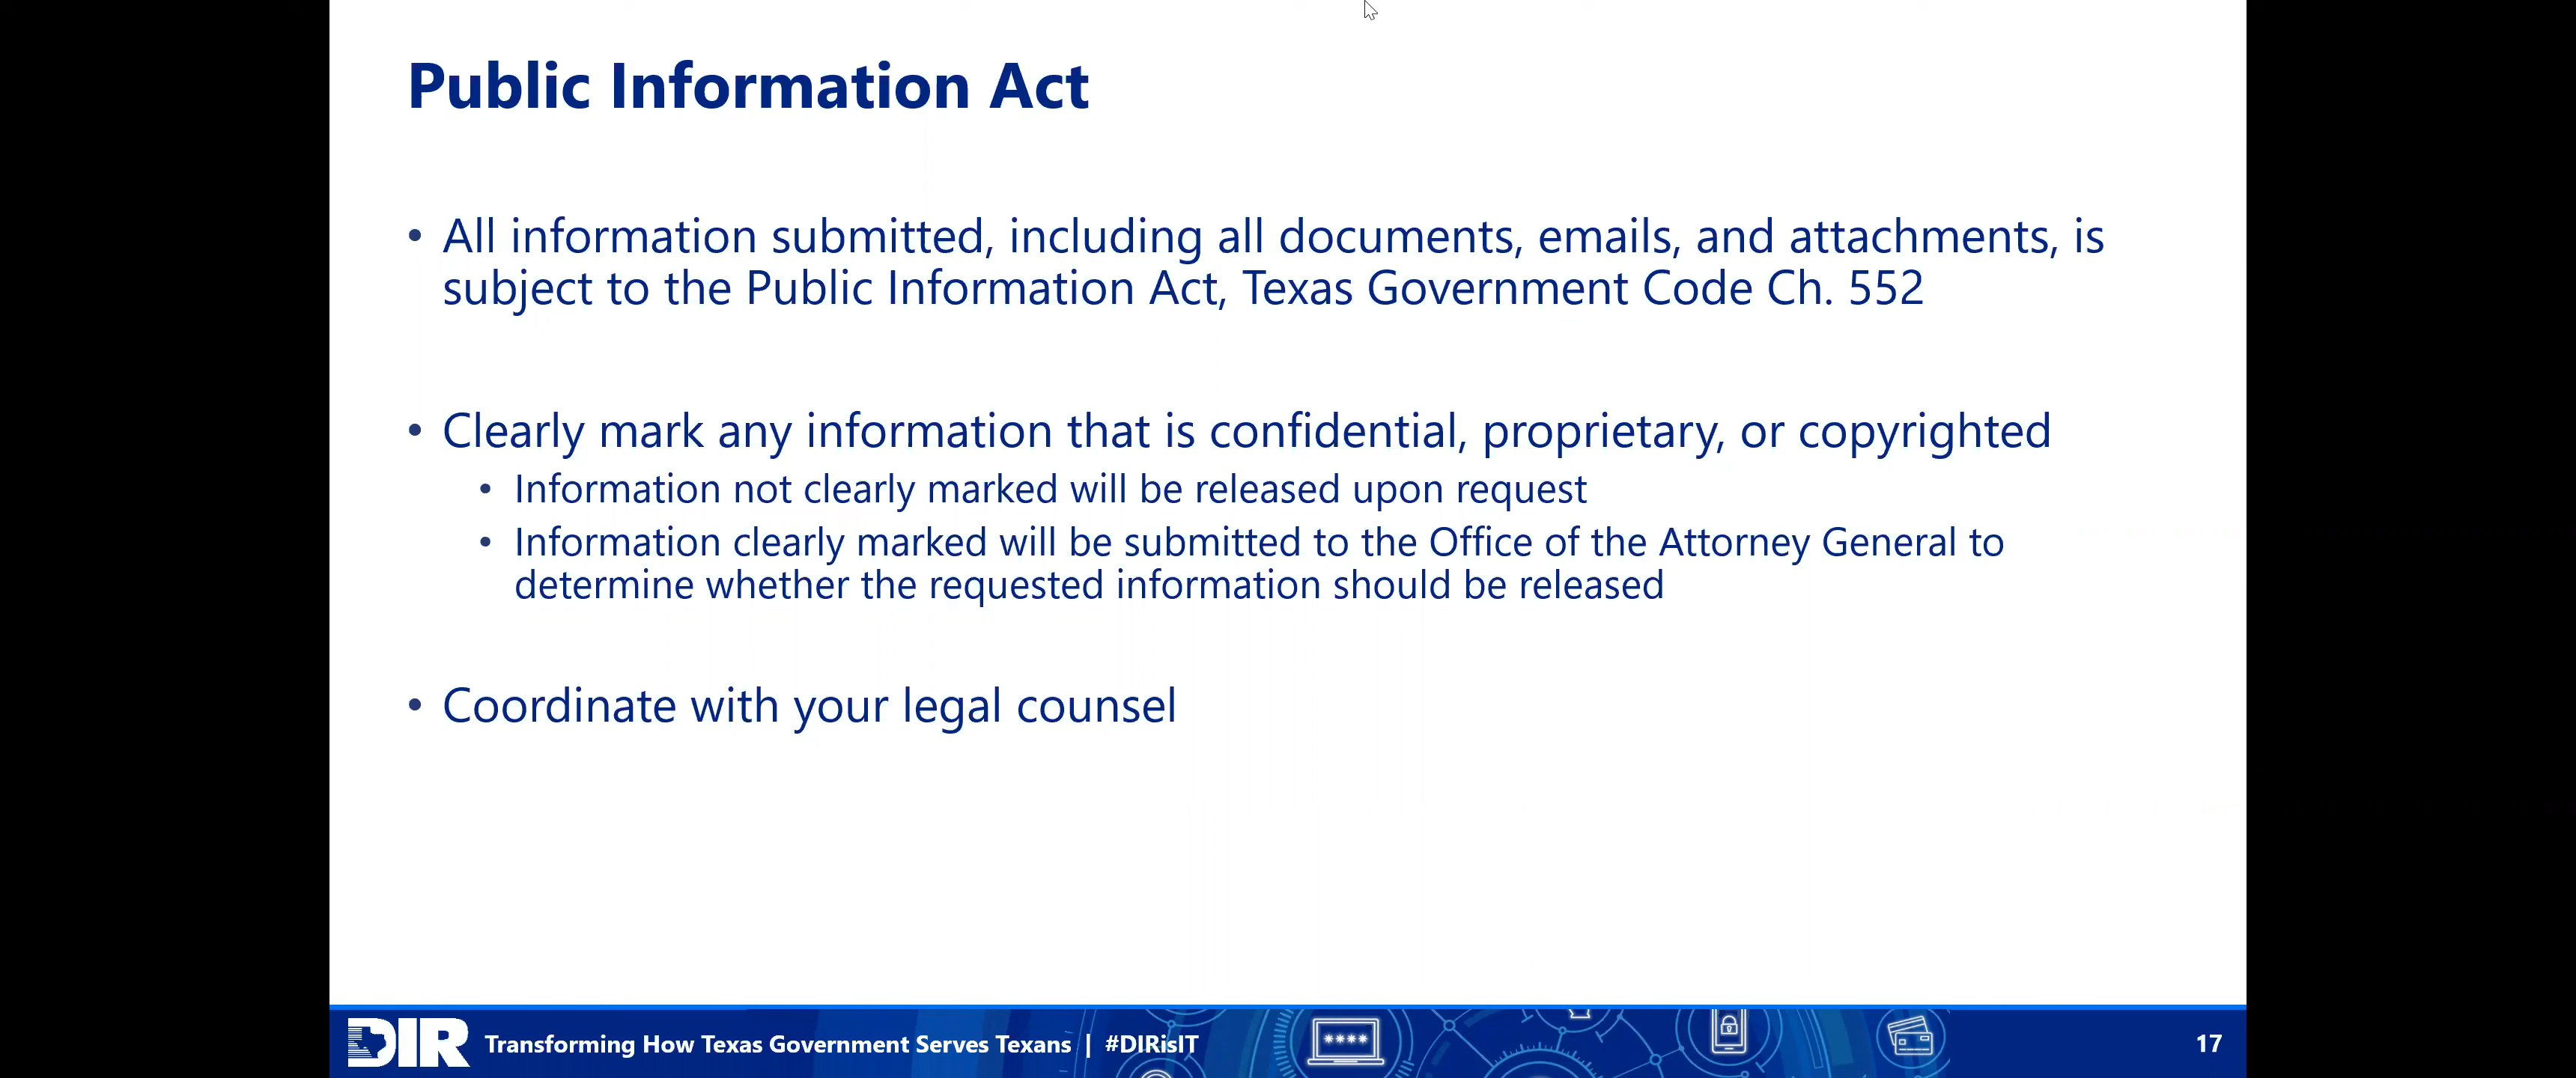 Public Information Act
• All information submitted, including all documents, emails, and attachments, is
subject to the Public Information Act, Texas Government Code Ch. 552
• Clearly mark any information that is confidential, proprietary, or copyrighted
• Information not clearly marked will be released upon request
• Information clearly marked will be submitted to the Office of the Attorney General to
determine whether the requested information should be released
• Coordinate with your legal counsel
DIR Transforming How Texas Government Serves Texans | #DIRisIT
****
17